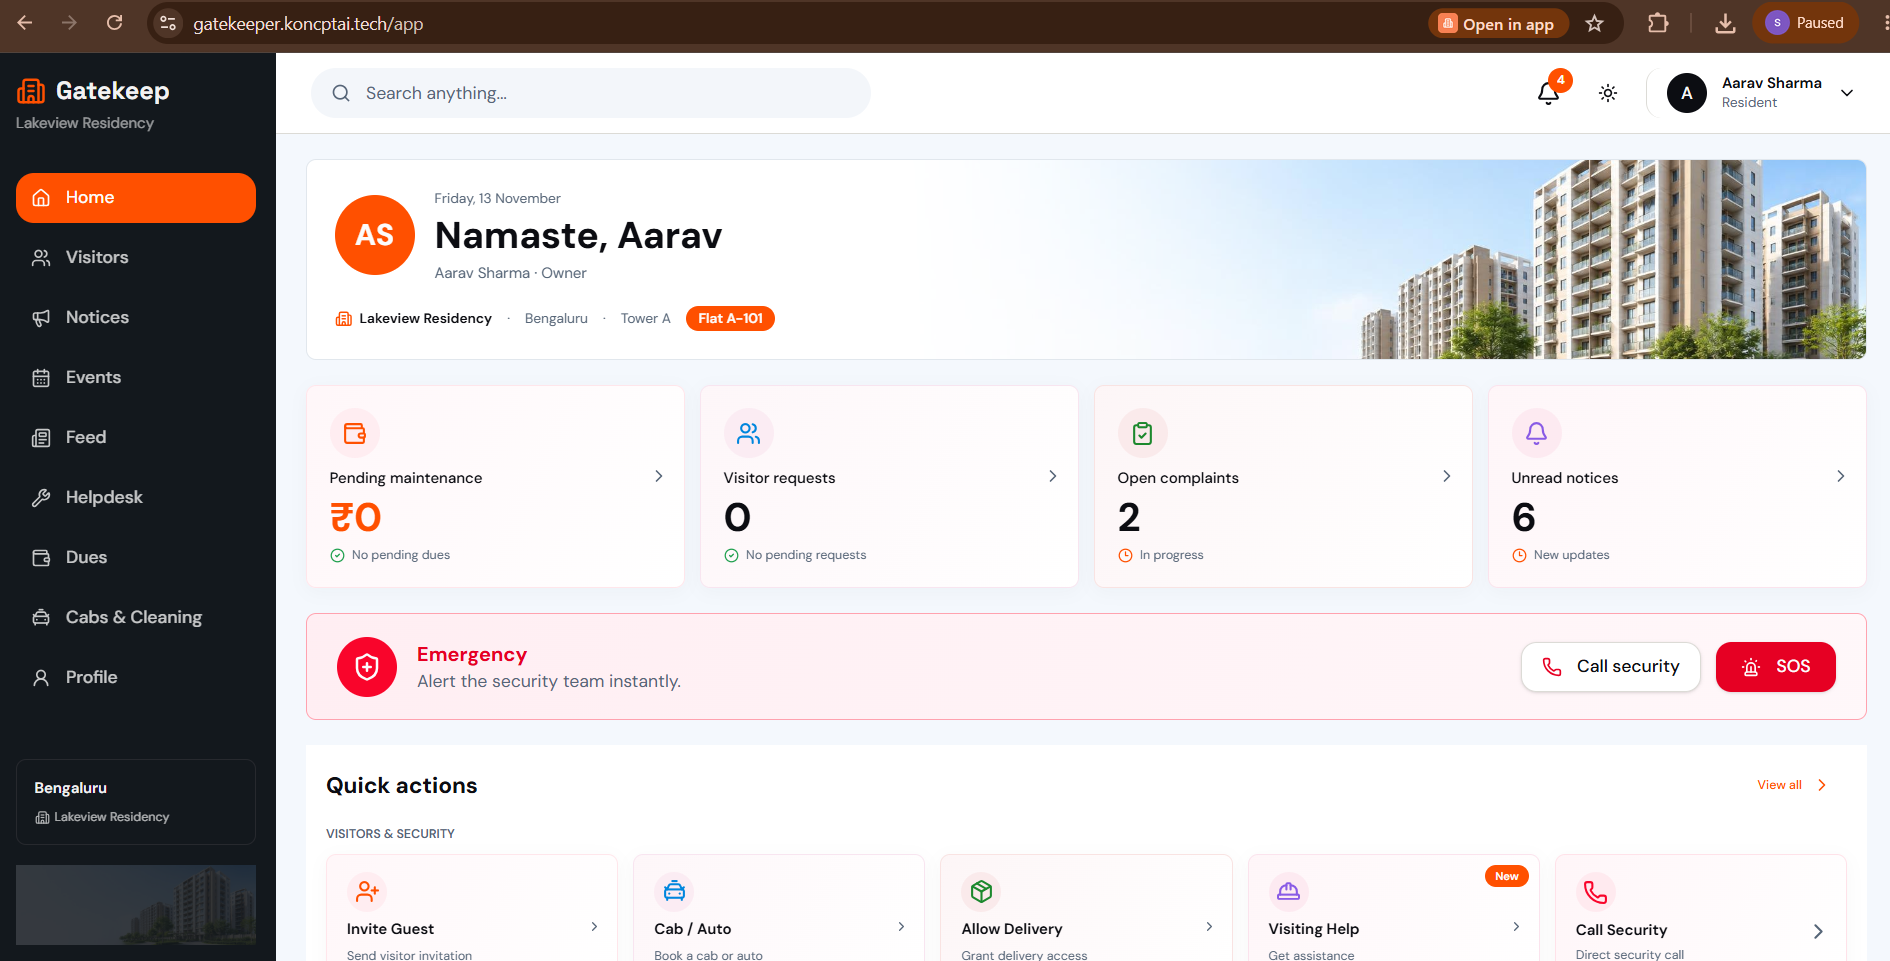 gatekeeper.koncptai.tech/app
Open in app
S
Paused
Gatekeep
Lakeview Residency
Search anything...
4
A
Aarav Sharma
Resident
Home
Visitors
Notices
Events
Feed
Helpdesk
Dues
Cabs & Cleaning
Profile
Bengaluru
Lakeview Residency
AS
Friday, 13 November
Namaste, Aarav
Aarav Sharma · Owner
Lakeview Residency · Bengaluru · Tower A Flat A-101
Pending maintenance
₹0
No pending dues
Visitor requests
0
No pending requests
Open complaints
2
In progress
Unread notices
6
New updates
Emergency
Alert the security team instantly.
Call security
SOS
Quick actions
View all
VISITORS & SECURITY
Invite Guest
Send visitor invitation
Cab / Auto
Book a cab or auto
Allow Delivery
Grant delivery access
New
Visiting Help
Get assistance
Call Security
Direct security call